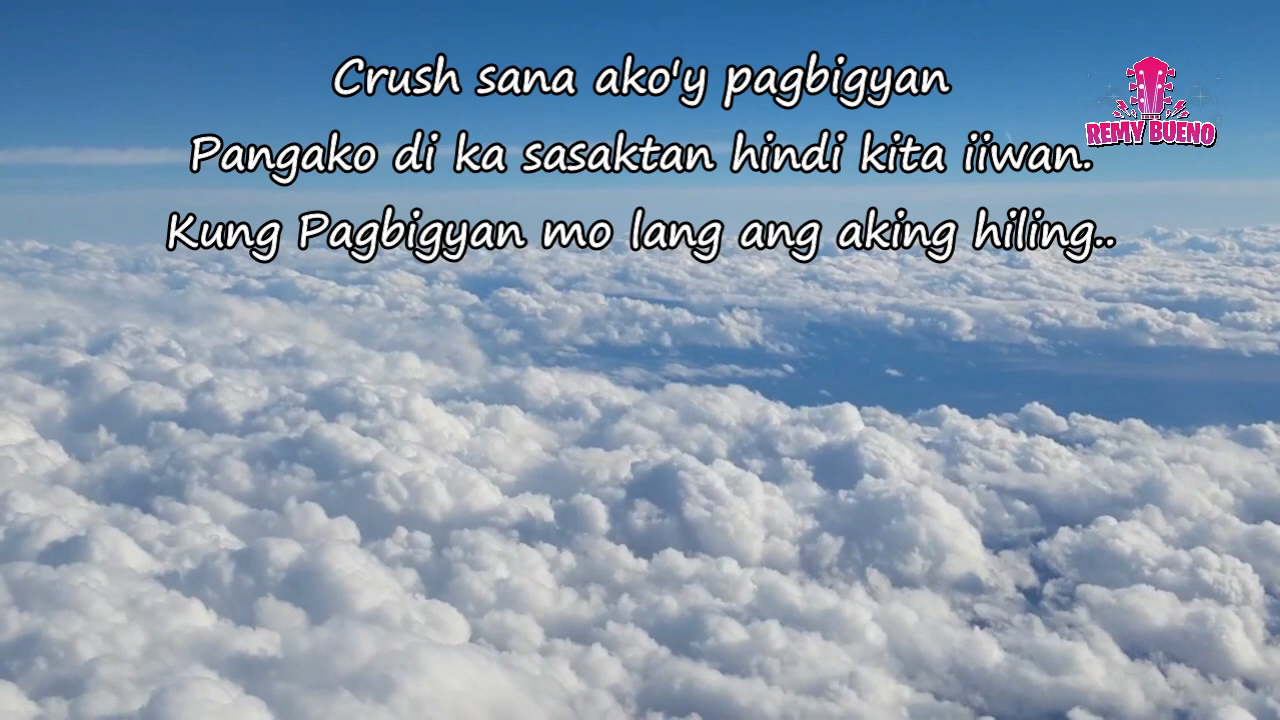 Crush sana ako'y pagbigyan
Pangako di ka sasaktan hindi kita iiwan.
Kung Pagbigyan mo lang ang aking hiling..
REMY BUENO